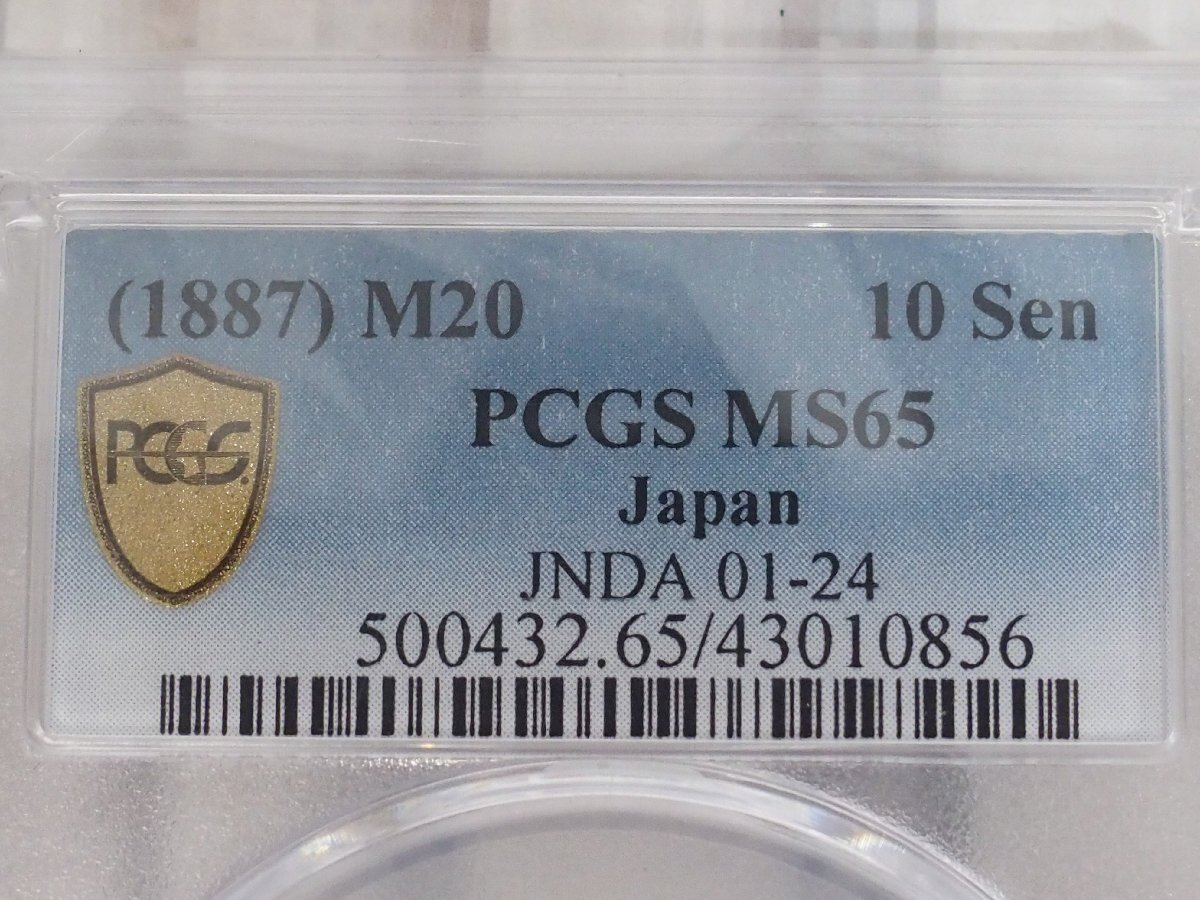 (1887) M20 10 Sen
PCGS MS65
PCGS.
Japan
JNDA 01-24
500432.65/43010856